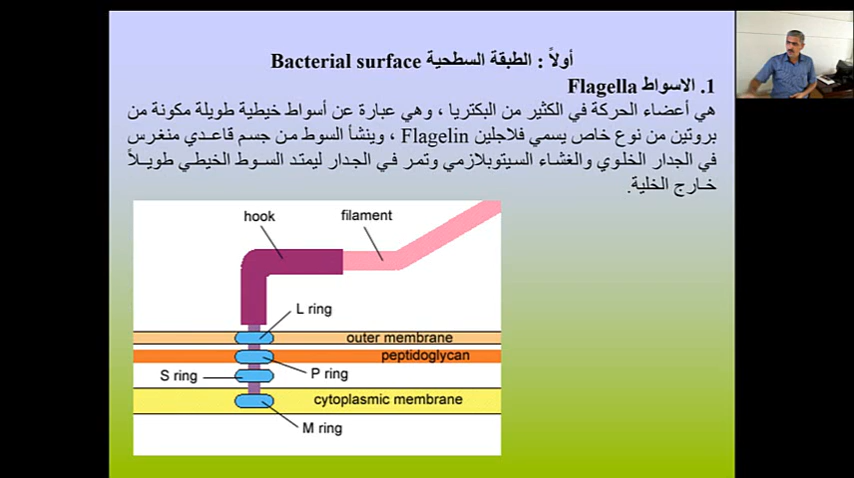 أولاً : الطبقة السطحية Bacterial surface
1. الاسواط Flagella
هي أعضاء الحركة في الكثير من البكتريا ، وهي عبارة عن أسواط خيطية طويلة مكونة من
بروتين من نوع خاص يسمي فلاجلين Flagelin ، وينشأ السوط من جسم قاعدي منغرس
في الجدار الخلوي والغشاء السيتوبلازمي وتمر في الجدار ليمتد السوط الخيطي طويلاً
خارج الخلية.
hook
filament
L ring
outer membrane
peptidoglycan
S ring
P ring
cytoplasmic membrane
M ring